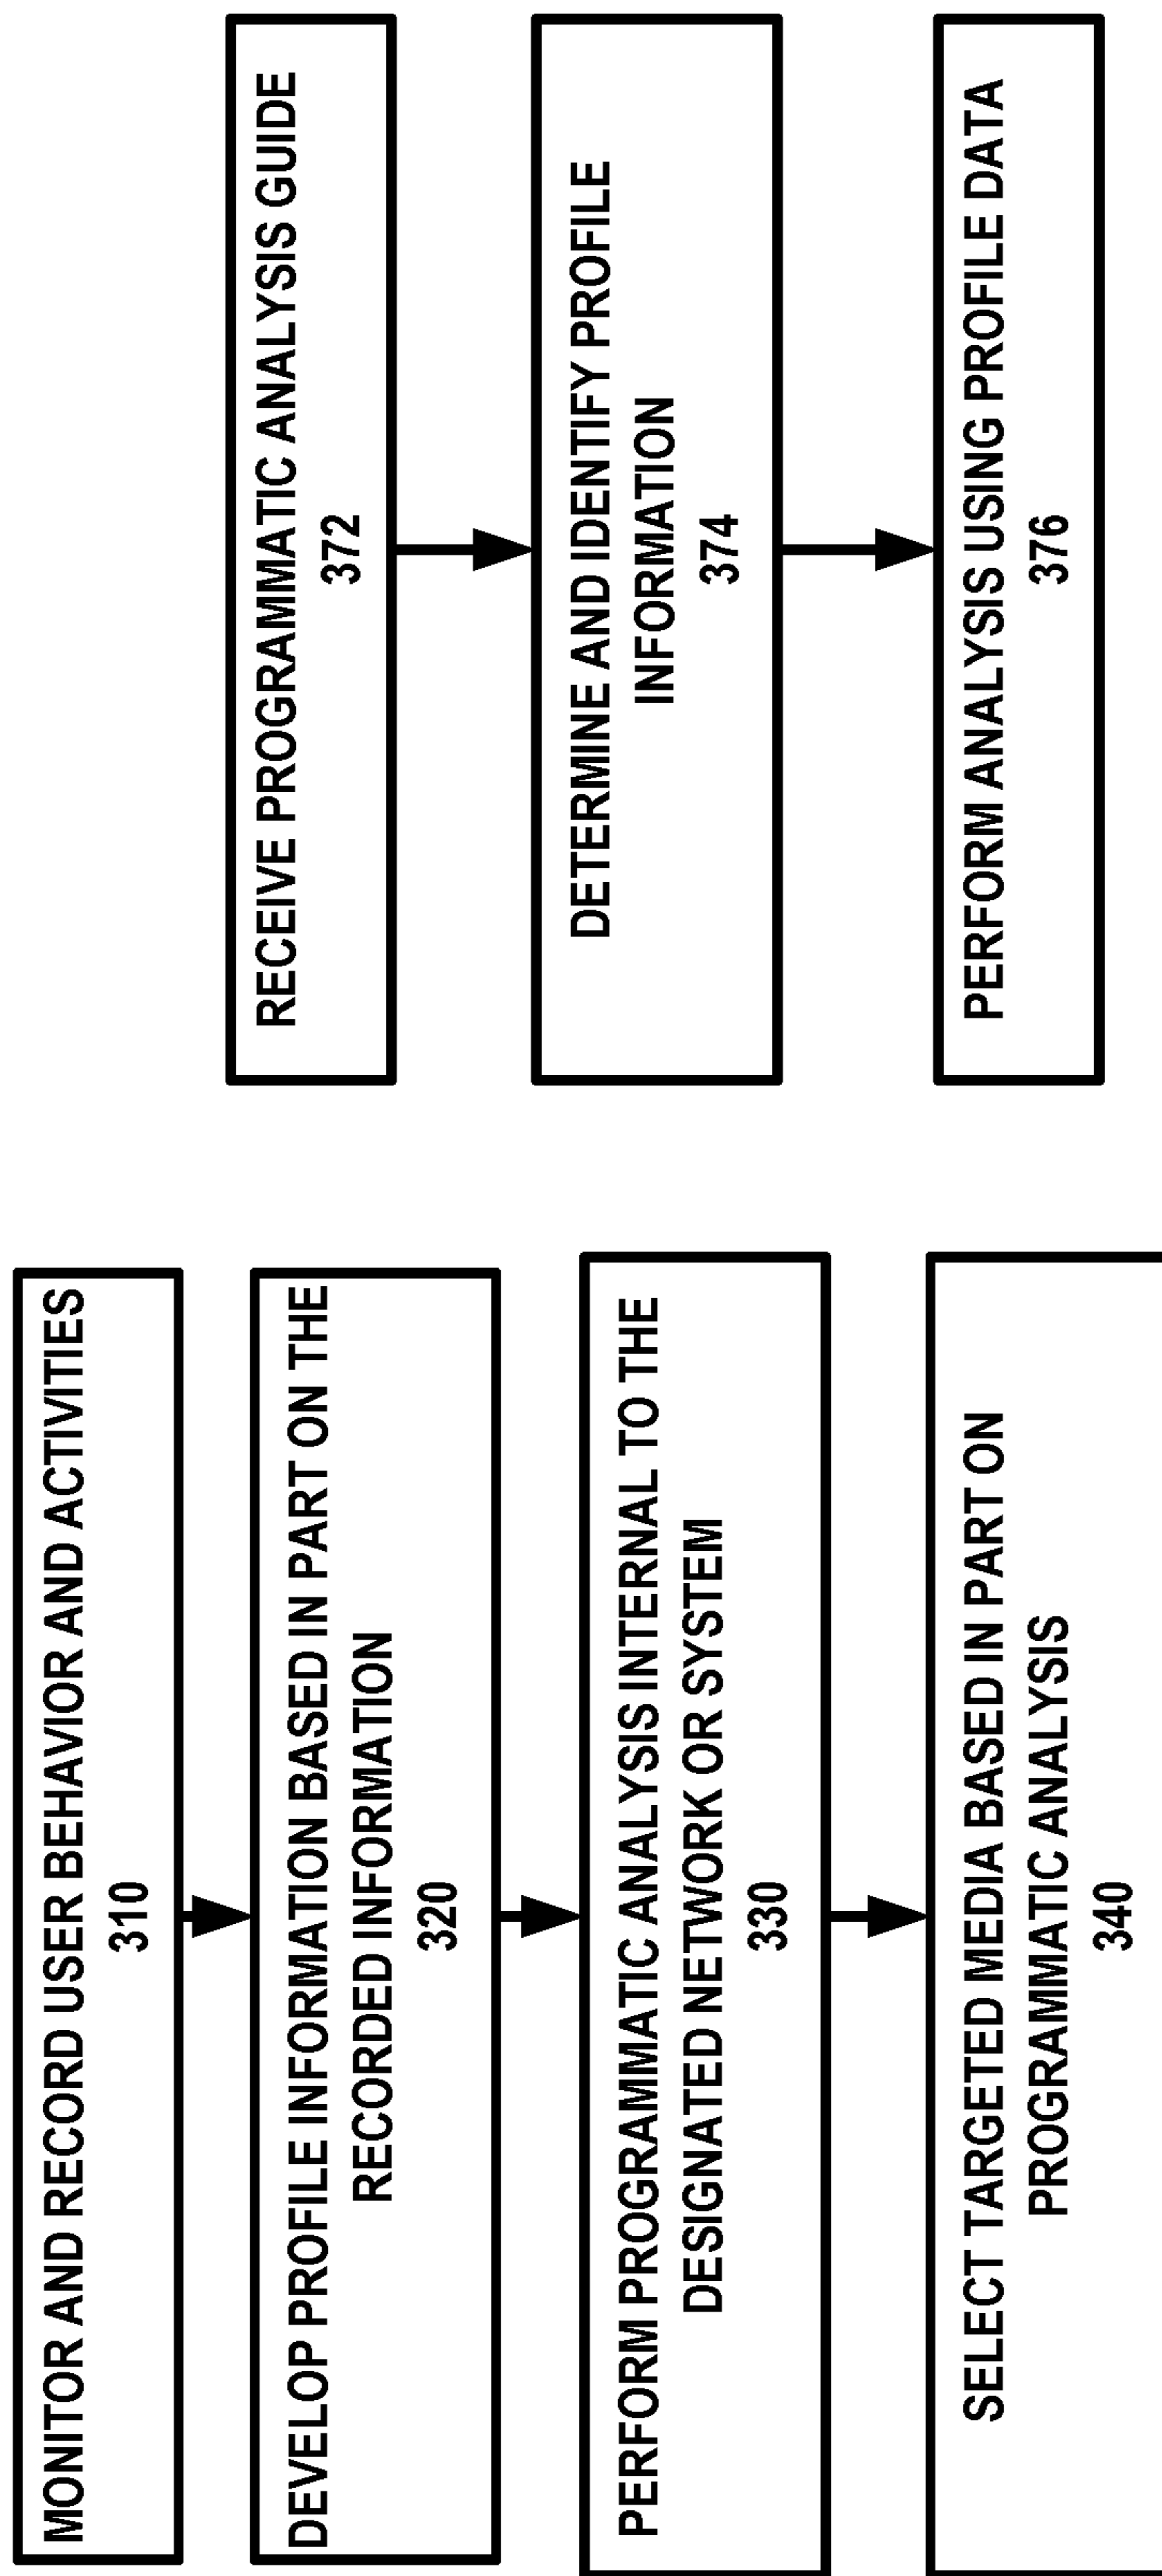 MONITOR AND RECORD USER BEHAVIOR AND ACTIVITIES
310
DEVELOP PROFILE INFORMATION BASED IN PART ON THE
RECORDED INFORMATION
320
PERFORM PROGRAMMATIC ANALYSIS INTERNAL TO THE
DESIGNATED NETWORK OR SYSTEM
330
SELECT TARGETED MEDIA BASED IN PART ON
PROGRAMMATIC ANALYSIS
340
RECEIVE PROGRAMMATIC ANALYSIS GUIDE
372
DETERMINE AND IDENTIFY PROFILE
INFORMATION
374
PERFORM ANALYSIS USING PROFILE DATA
376